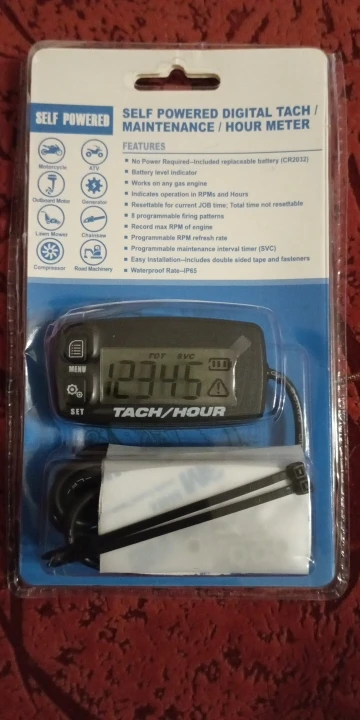 SELF POWERED
SELF POWERED DIGITAL TACH /
MAINTENANCE / HOUR METER
FEATURES
Motorcycle
ATV
Outboard Motor
Generator
Lawn Mower
Chainsaw
Compressor
Road Machinery
No Power Required--Included replaceable battery (CR2032)
Battery level indicator
Works on any gas engine
Indicates operation in RPMs and Hours
Resettable for current JOB time; Total time not resettable
8 programmable firing patterns
Record max RPM of engine
Programmable RPM refresh rate
Programmable maintenance interval timer (SVC)
Easy installation--includes double sided tape and fasteners
Waterproof Rate--IP65
MENU
TOT SVC
12345
SET
TACH/HOUR